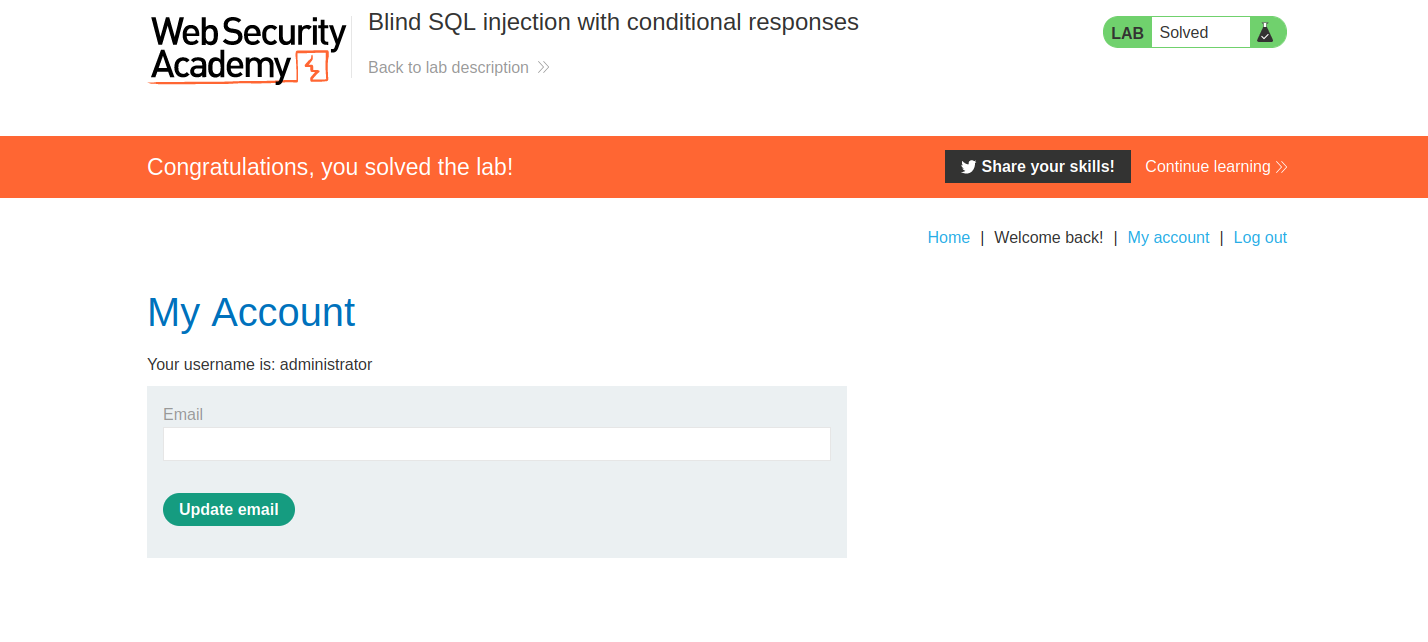 Web Security
Academy
Blind SQL injection with conditional responses
Back to lab description
LAB Solved
Congratulations, you solved the lab!
Share your skills! Continue learning
Home | Welcome back! | My account | Log out
My Account
Your username is: administrator
Email
Update email